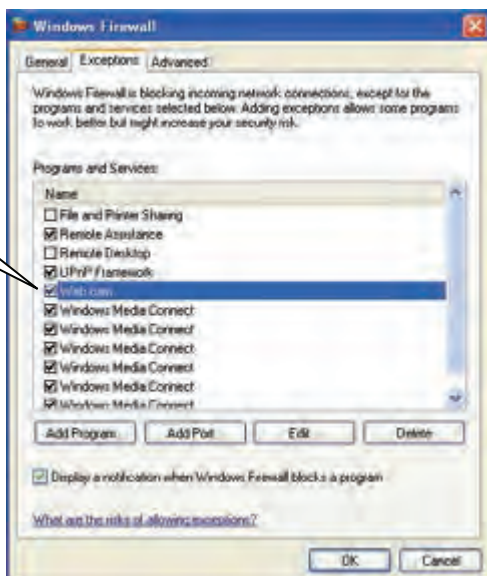 Windows Firewall
General Exceptions Advanced
Windows Firewall is blocking incoming network connections, except for the
programs and services selected below. Adding exceptions allows some programs
to work better but might increase your security risk.
Programs and Services:
Name
File and Printer Sharing
Remote Assistance
Remote Desktop
UPnP Framework
Web cam
Windows Media Connect
Windows Media Connect
Windows Media Connect
Windows Media Connect
Windows Media Connect
Windows Media Connect
Add Program... Add Port... Edit... Delete
Display a notification when Windows Firewall blocks a program
What are the risks of allowing exceptions?
OK Cancel